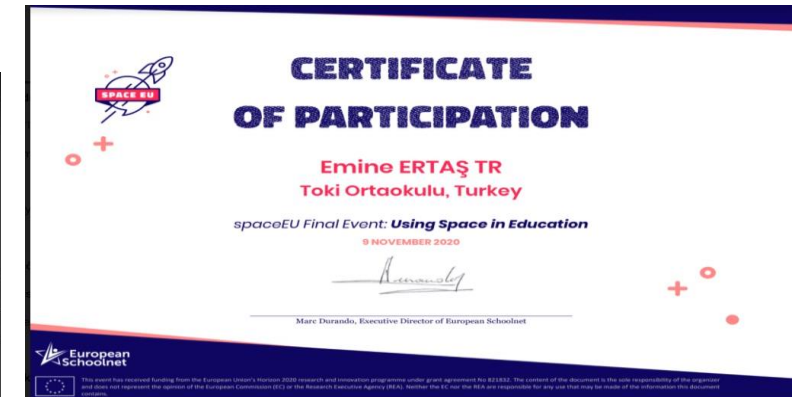 SPACE EU
CERTIFICATE
OF PARTICIPATION
Emine ERTAŞ TR
Toki Ortaokulu, Turkey
spaceEU Final Event: Using Space in Education
9 NOVEMBER 2020
Marc Durando, Executive Director of European Schoolnet
European
Schoolnet
This event has received funding from the European Union's Horizon 2020 research and innovation programme under grant agreement No 821832. The content of the document is the sole responsibility of the organizer
and does not represent the opinion of the European Commission (EC) or the Research Executive Agency (REA). Neither the EC nor the REA are responsible for any use that may be made of the information this document
contains.